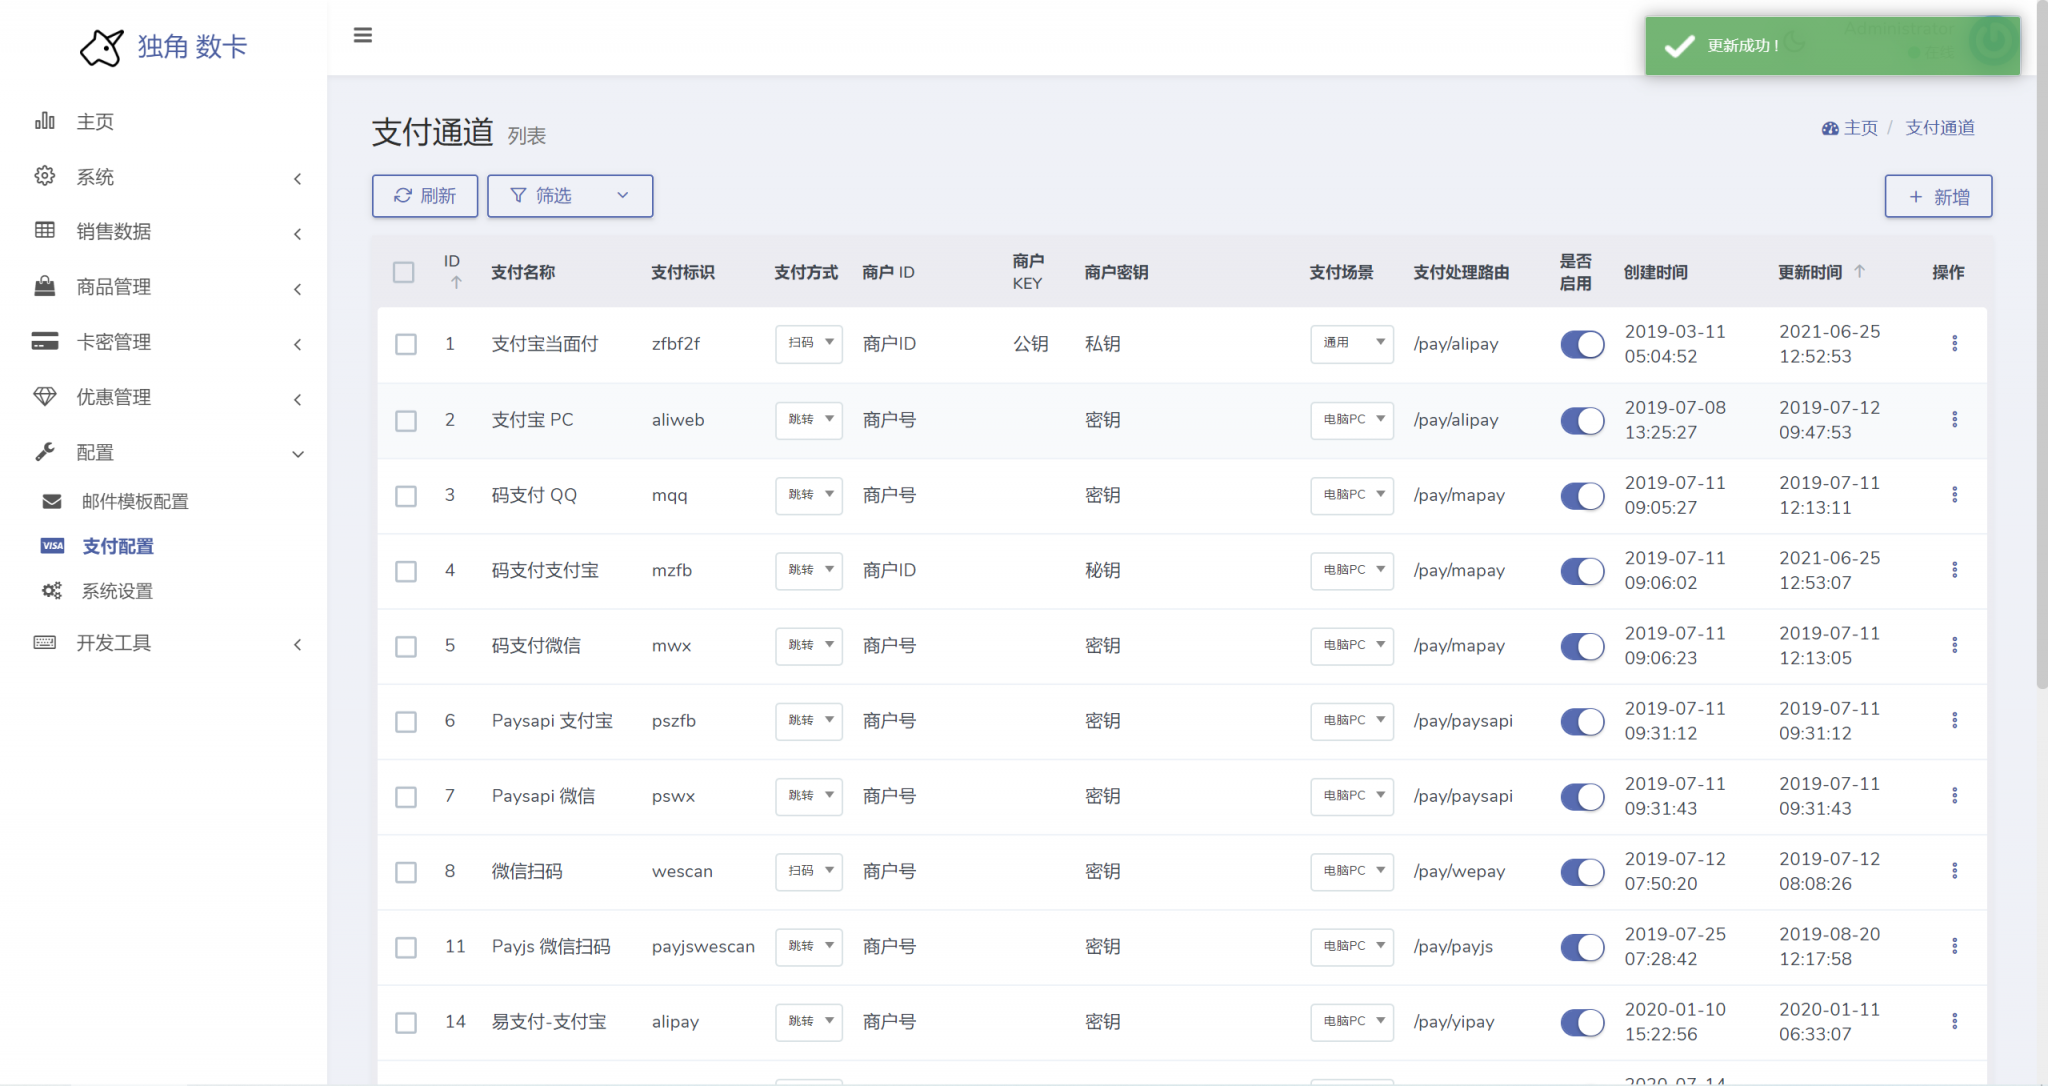 独角 数卡
主页
系统
销售数据
商品管理
卡密管理
优惠管理
配置
邮件模板配置
VISA 支付配置
系统设置
开发工具
更新成功 !
Administrator
支付通道 列表
主页 / 支付通道
刷新
筛选
+ 新增
ID 支付名称 支付标识 支付方式 商户 ID 商户 KEY 商户密钥 支付场景 支付处理路由 是否启用 创建时间 更新时间 操作
1 支付宝当面付 zfbf2f 扫码 商户ID 公钥 私钥 通用 /pay/alipay 2019-03-11 05:04:52 2021-06-25 12:52:53
2 支付宝 PC aliweb 跳转 商户号 密钥 电脑PC /pay/alipay 2019-07-08 13:25:27 2019-07-12 09:47:53
3 码支付 QQ mqq 跳转 商户号 密钥 电脑PC /pay/mapay 2019-07-11 09:05:27 2019-07-11 12:13:11
4 码支付支付宝 mzfb 跳转 商户ID 秘钥 电脑PC /pay/mapay 2019-07-11 09:06:02 2021-06-25 12:53:07
5 码支付微信 mwx 跳转 商户号 密钥 电脑PC /pay/mapay 2019-07-11 09:06:23 2019-07-11 12:13:05
6 Paysapi 支付宝 pszfb 跳转 商户号 密钥 电脑PC /pay/paysapi 2019-07-11 09:31:12 2019-07-11 09:31:12
7 Paysapi 微信 pswx 跳转 商户号 密钥 电脑PC /pay/paysapi 2019-07-11 09:31:43 2019-07-11 09:31:43
8 微信扫码 wescan 扫码 商户号 密钥 电脑PC /pay/wepay 2019-07-12 07:50:20 2019-07-12 08:08:26
11 Payjs 微信扫码 payjswescan 跳转 商户号 密钥 电脑PC /pay/payjs 2019-07-25 07:28:42 2019-08-20 12:17:58
14 易支付-支付宝 alipay 跳转 商户号 密钥 电脑PC /pay/yipay 2020-01-10 15:22:56 2020-01-11 06:33:07